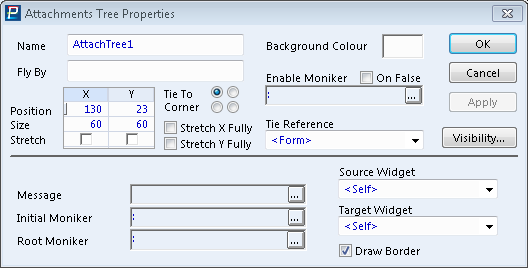 Attachments Tree Properties
Name AttachTree1 Background Colour OK
Fly By Cancel
Enable Moniker On False
X Y Tie To Corner : ... Apply
Position 130 23
Size 60 60 Stretch X Fully Tie Reference
Stretch Stretch Y Fully <Form> Visibility...
Source Widget
Message ... <Self>
Initial Moniker : ... Target Widget
Root Moniker : ... <Self>
Draw Border